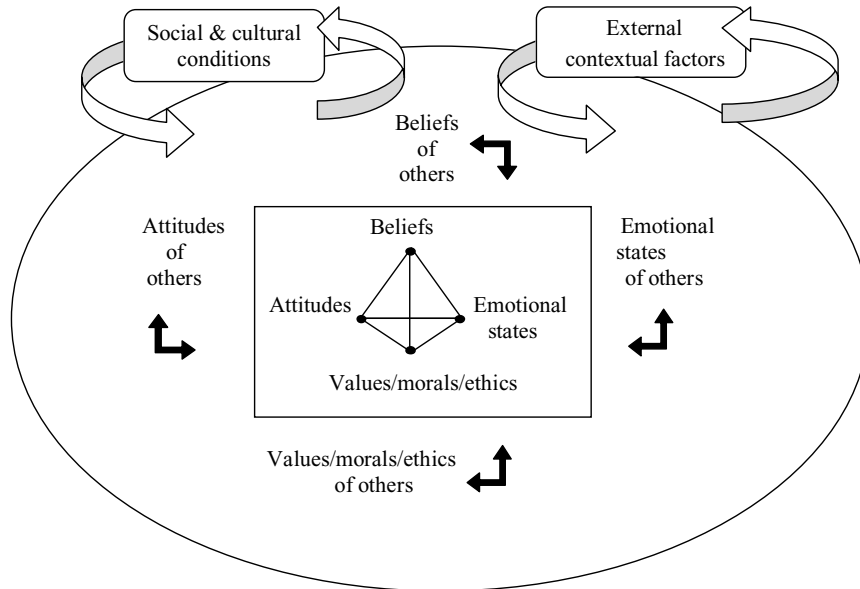 Social & cultural
conditions
External
contextual factors
Beliefs
of
others
Attitudes
of
others
Emotional
states
of others
Beliefs
Attitudes
Emotional
states
Values/morals/ethics
Values/morals/ethics
of others